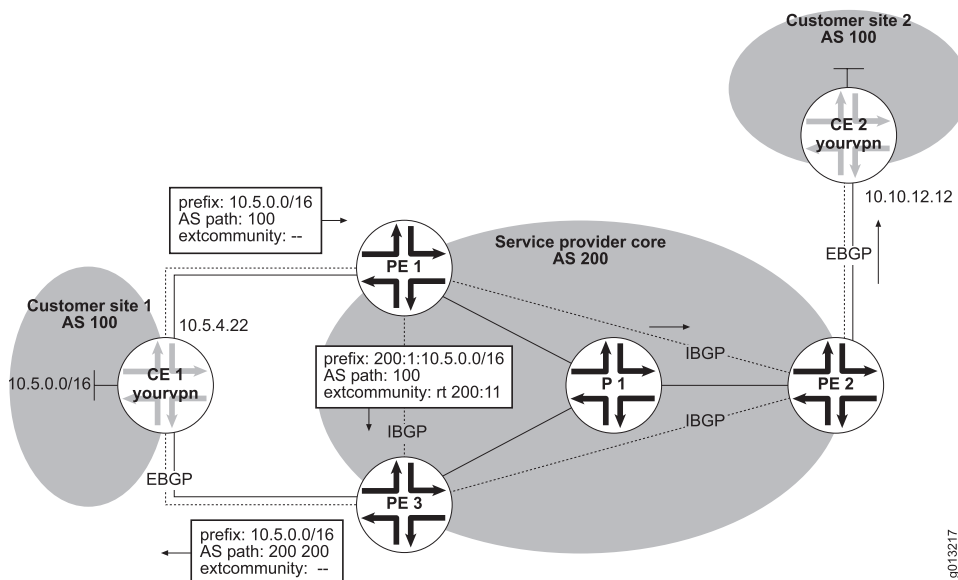 Customer site 2
AS 100
CE 2
yourvpn
10.10.12.12
prefix: 10.5.0.0/16
AS path: 100
extcommunity: --
Service provider core
AS 200
EBGP
PE 1
Customer site 1
AS 100
10.5.4.22
prefix: 200:1:10.5.0.0/16
AS path: 100
extcommunity: rt 200:11
IBGP
10.5.0.0/16
CE 1
yourvpn
P 1
PE 2
IBGP
IBGP
EBGP
PE 3
prefix: 10.5.0.0/16
AS path: 200 200
extcommunity: --
g013217